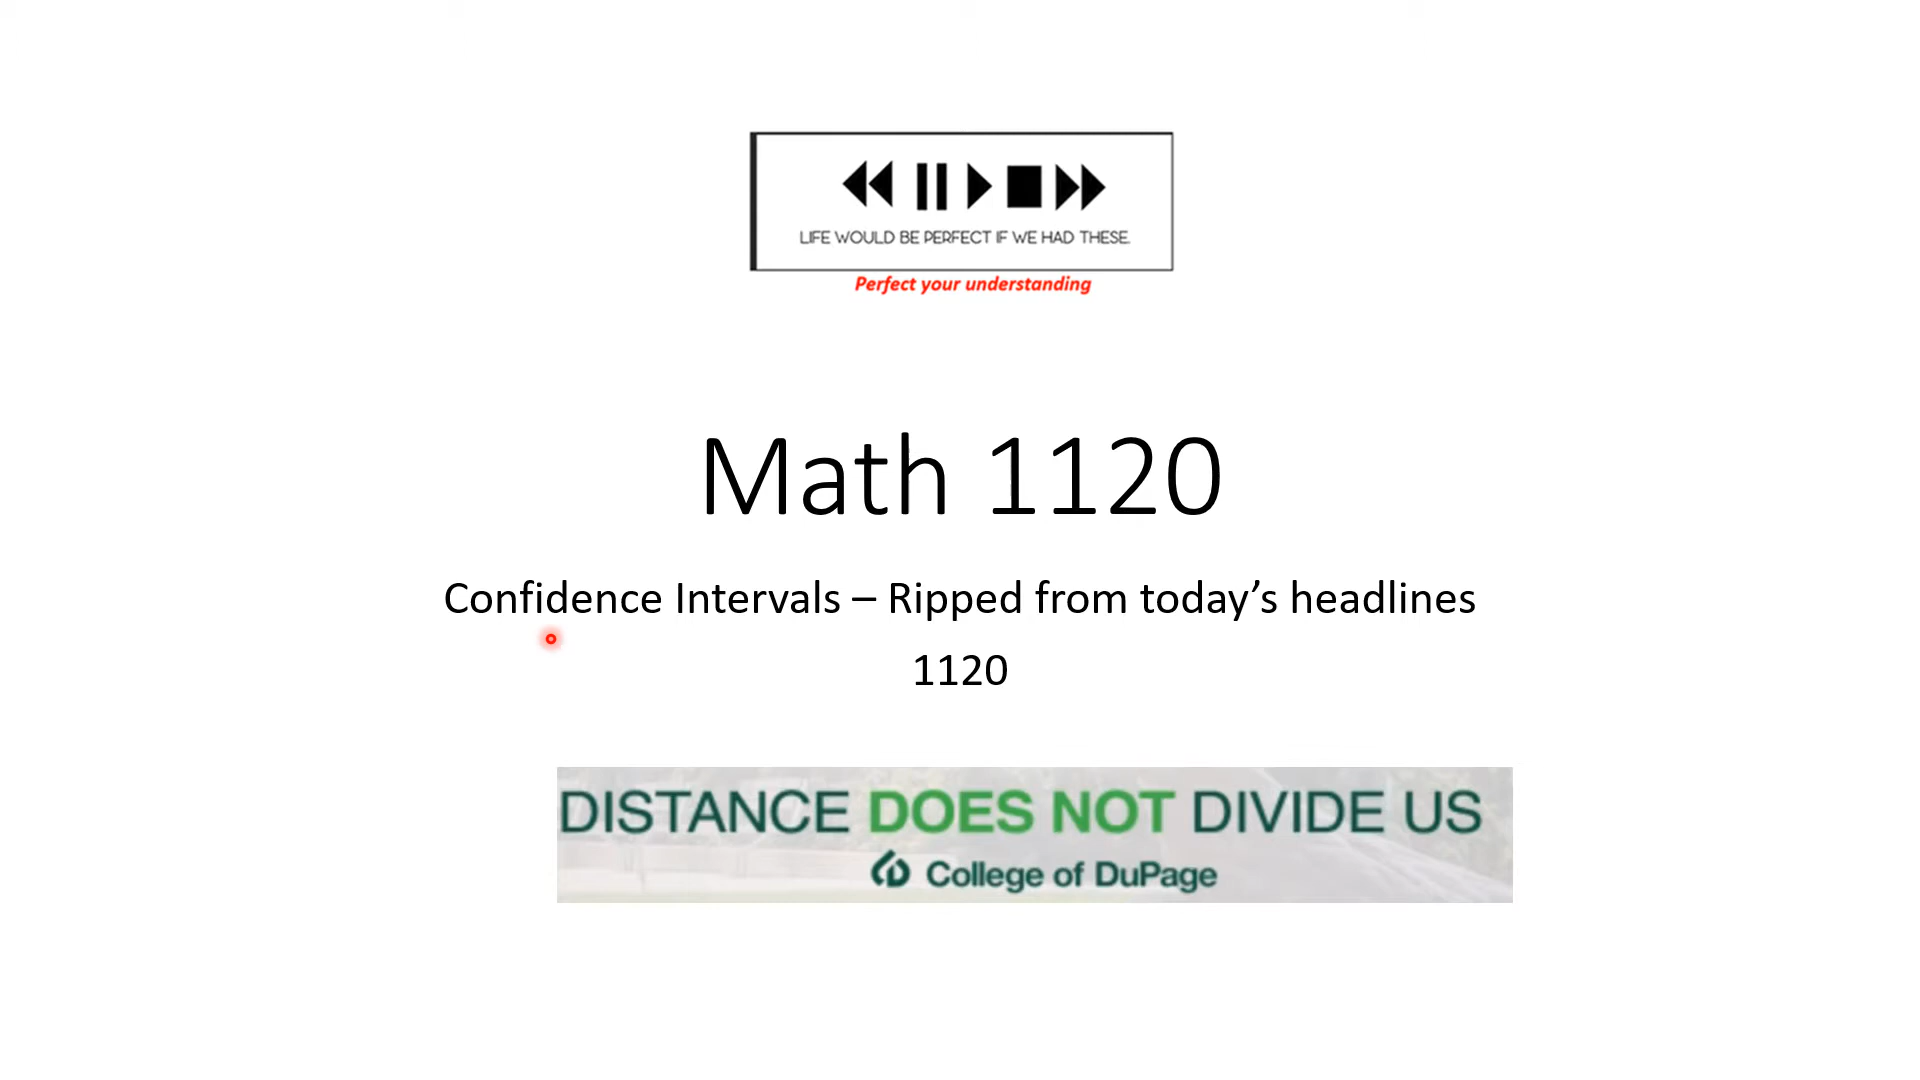 LIFE WOULD BE PERFECT IF WE HAD THESE.
Perfect your understanding
Math 1120
Confidence Intervals – Ripped from today’s headlines
1120
DISTANCE DOES NOT DIVIDE US
College of DuPage